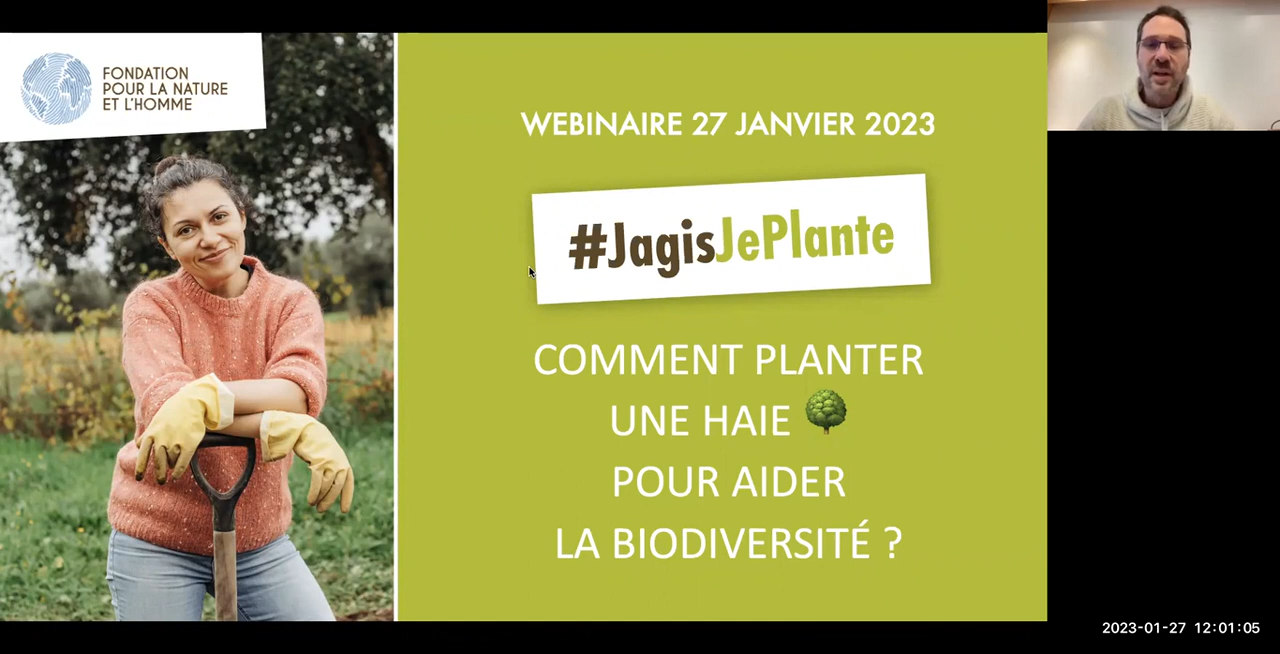 FONDATION
POUR LA NATURE
ET L'HOMME
WEBINAIRE 27 JANVIER 2023
#JagisJePlante
COMMENT PLANTER
UNE HAIE
POUR AIDER
LA BIODIVERSITÉ ?
2023-01-27 12:01:05